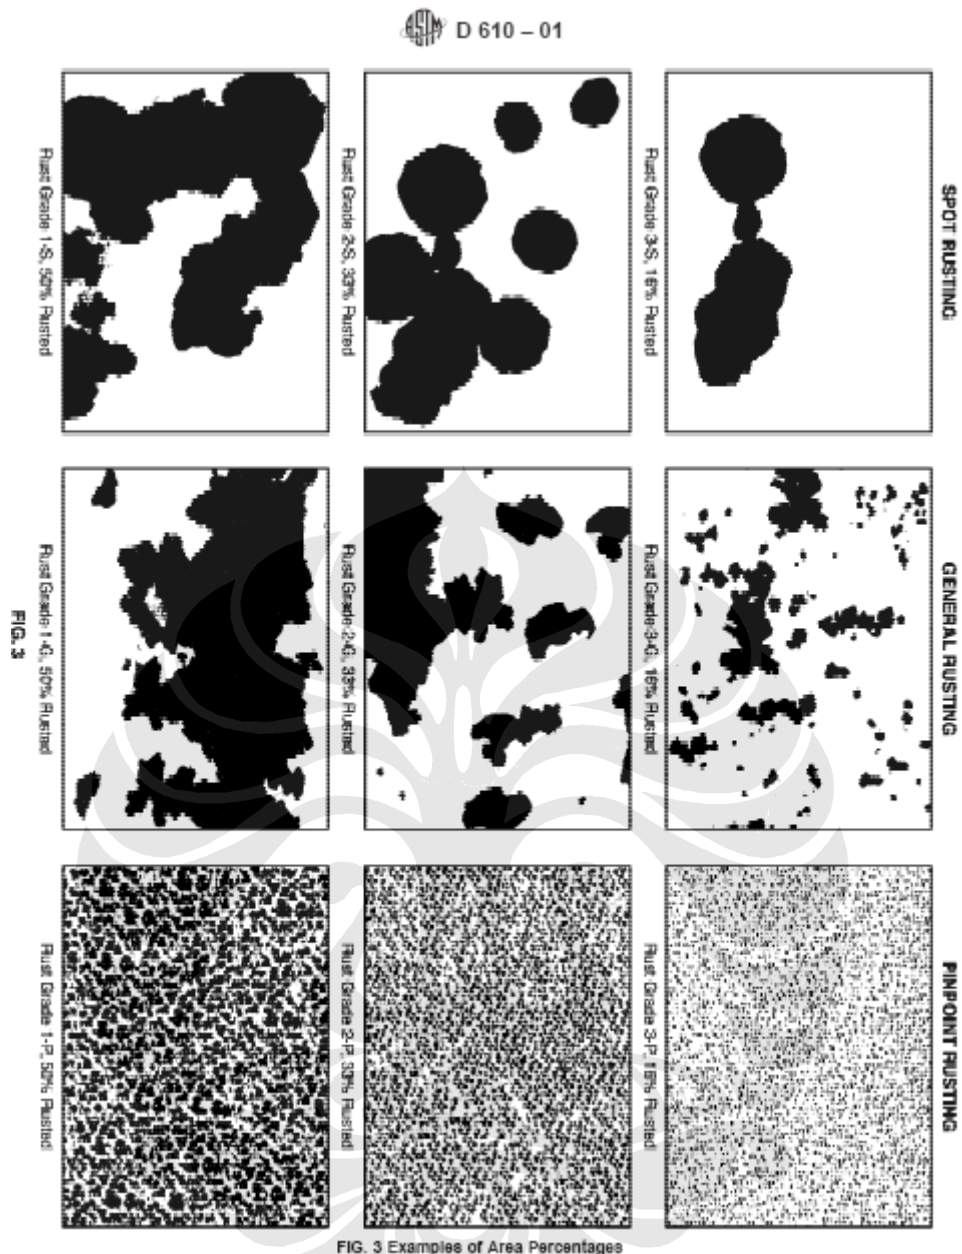 ASTM D 610 – 01
SPOT RUSTING
Rust Grade 3-S, 16% Rusted
Rust Grade 2-S, 33% Rusted
Rust Grade 1-S, 50% Rusted
GENERAL RUSTING
Rust Grade 3-G, 16% Rusted
Rust Grade 2-G, 33% Rusted
Rust Grade 1-G, 50% Rusted
PINPOINT RUSTING
Rust Grade 3-P, 16% Rusted
Rust Grade 2-P, 33% Rusted
Rust Grade 1-P, 50% Rusted
FIG. 3
FIG. 3 Examples of Area Percentages